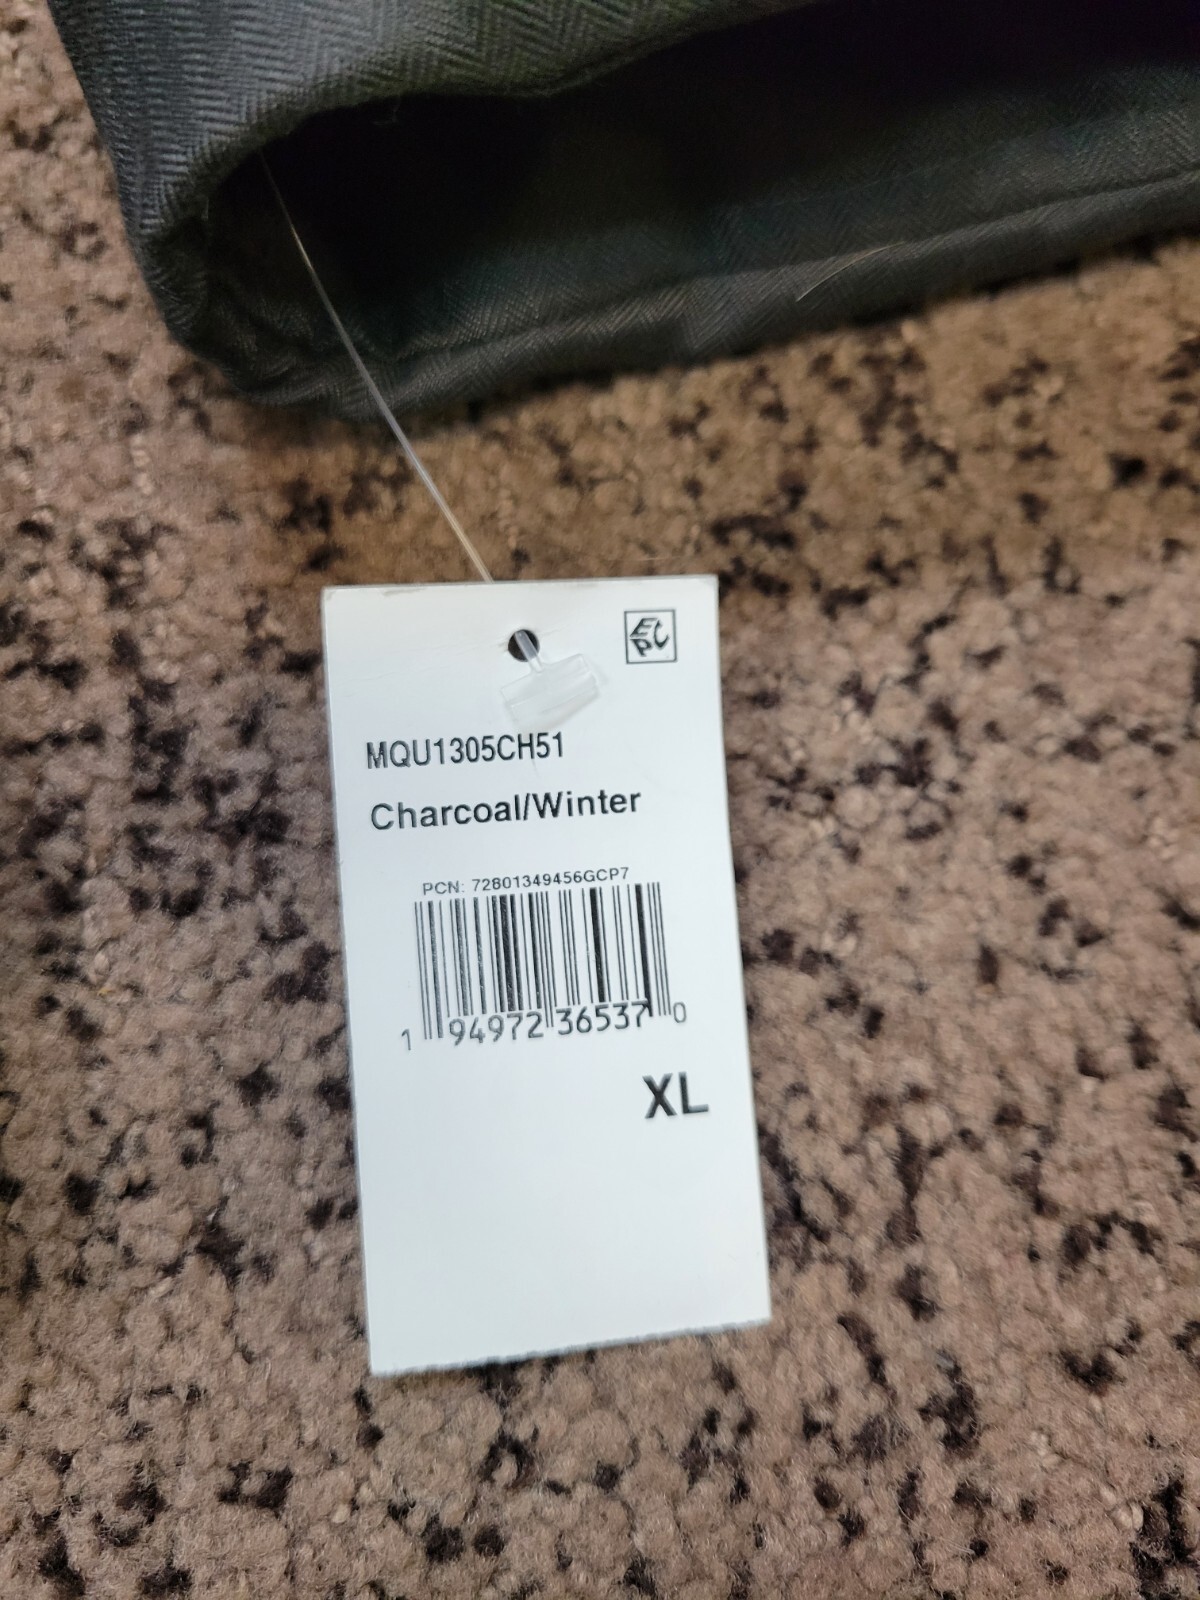 EPC
MQU1305CH51
Charcoal/Winter
PCN: 72801349456GCP7
1 94972 36537 0
XL